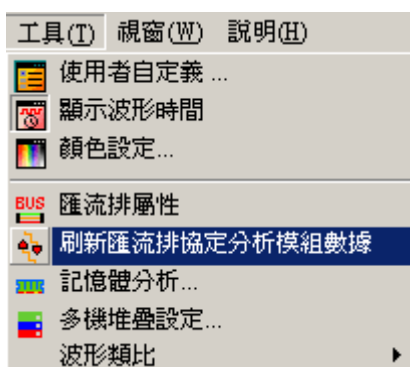 工具(T) 視窗(W) 說明(H)
使用者自定義 ...
顯示波形時間
顏色設定...
BUS 匯流排屬性
刷新匯流排協定分析模組數據
記憶體分析...
多機堆疊設定...
波形類比